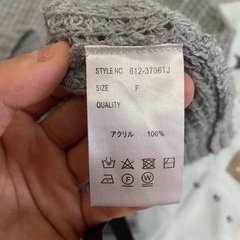 STYLE NO. 612-3706TJ
SIZE F
QUALITY
アクリル 100%